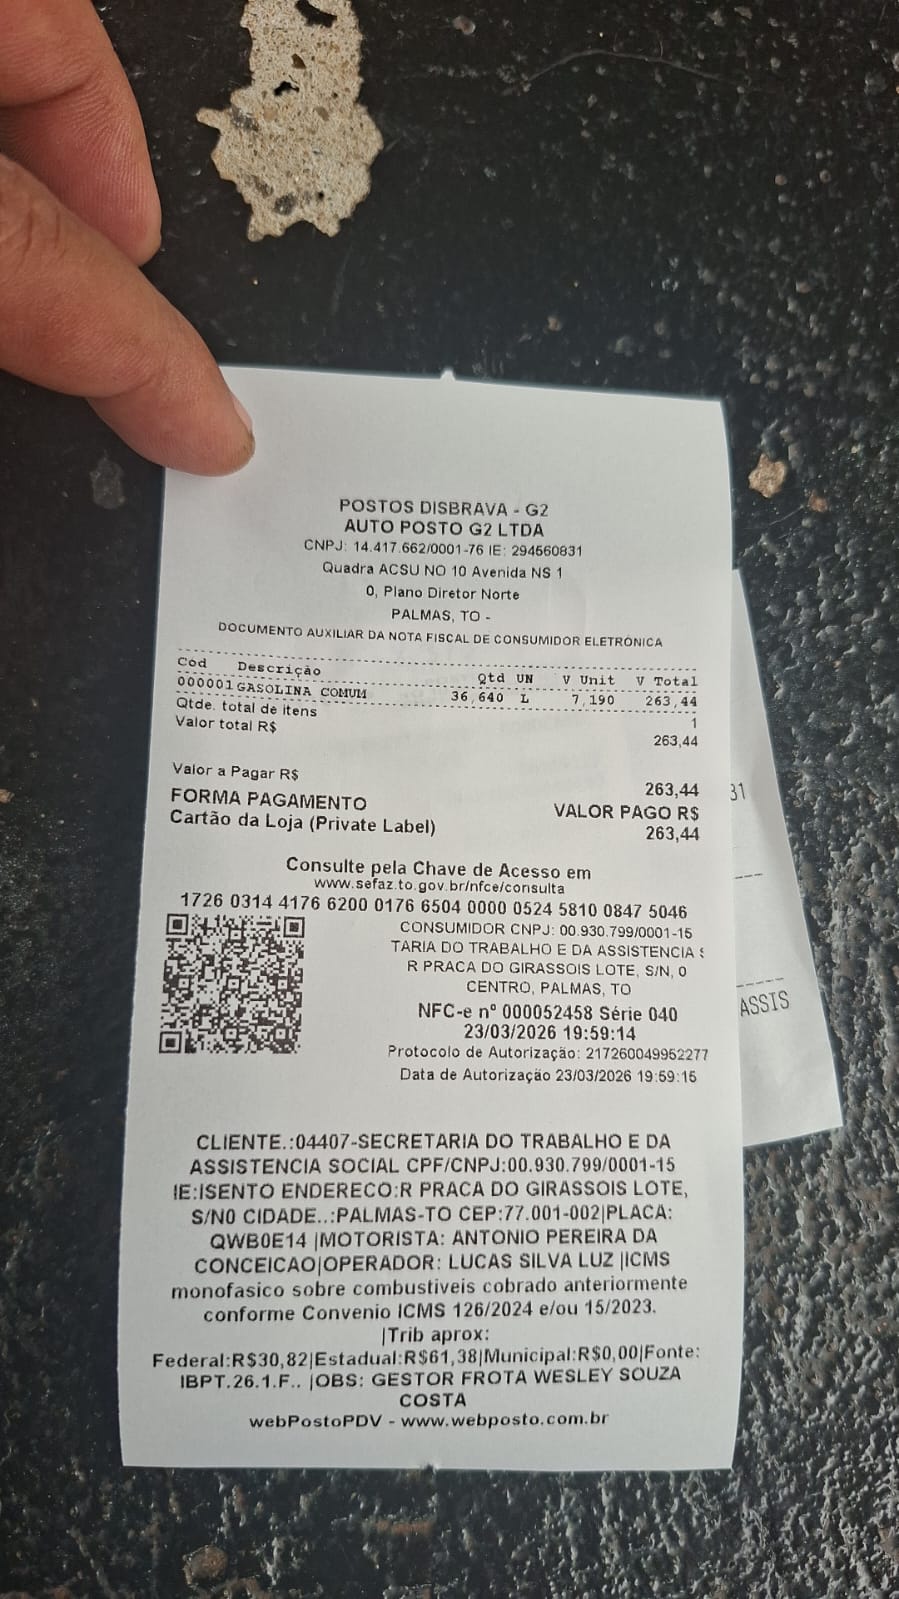 POSTOS DISBRAVA - G2
AUTO POSTO G2 LTDA
CNPJ: 14.417.662/0001-76 IE: 294560831
Quadra ACSU NO 10 Avenida NS 1
0, Plano Diretor Norte
PALMAS, TO -
DOCUMENTO AUXILIAR DA NOTA FISCAL DE CONSUMIDOR ELETRÔNICA
Cód Descrição Qtd UN V Unit V Total
000001 GASOLINA COMUM 36,640 L 7,190 263,44
Qtde. total de itens 1
Valor total R$ 263,44
Valor a Pagar R$ 263,44
FORMA PAGAMENTO VALOR PAGO R$
Cartão da Loja (Private Label) 263,44
Consulte pela Chave de Acesso em
www.sefaz.to.gov.br/nfce/consulta
1726 0314 4176 6200 0176 6504 0000 0524 5810 0847 5046
CONSUMIDOR CNPJ: 00.930.799/0001-15
TARIA DO TRABALHO E DA ASSISTENCIA
R PRACA DO GIRASSOIS LOTE, S/N, 0
CENTRO, PALMAS, TO
NFC-e nº 000052458 Série 040
23/03/2026 19:59:14
Protocolo de Autorização: 217260049952277
Data de Autorização 23/03/2026 19:59:15
CLIENTE.:04407-SECRETARIA DO TRABALHO E DA
ASSISTENCIA SOCIAL CPF/CNPJ:00.930.799/0001-15
IE:ISENTO ENDERECO:R PRACA DO GIRASSOIS LOTE,
S/N0 CIDADE..:PALMAS-TO CEP:77.001-002|PLACA:
QWB0E14 |MOTORISTA: ANTONIO PEREIRA DA
CONCEICAO|OPERADOR: LUCAS SILVA LUZ |ICMS
monofasico sobre combustiveis cobrado anteriormente
conforme Convenio ICMS 126/2024 e/ou 15/2023.
|Trib aprox:
Federal:R$30,82|Estadual:R$61,38|Municipal:R$0,00|Fonte:
IBPT.26.1.F.. |OBS: GESTOR FROTA WESLEY SOUZA
COSTA
webPostoPDV - www.webposto.com.br
31
ASSIS